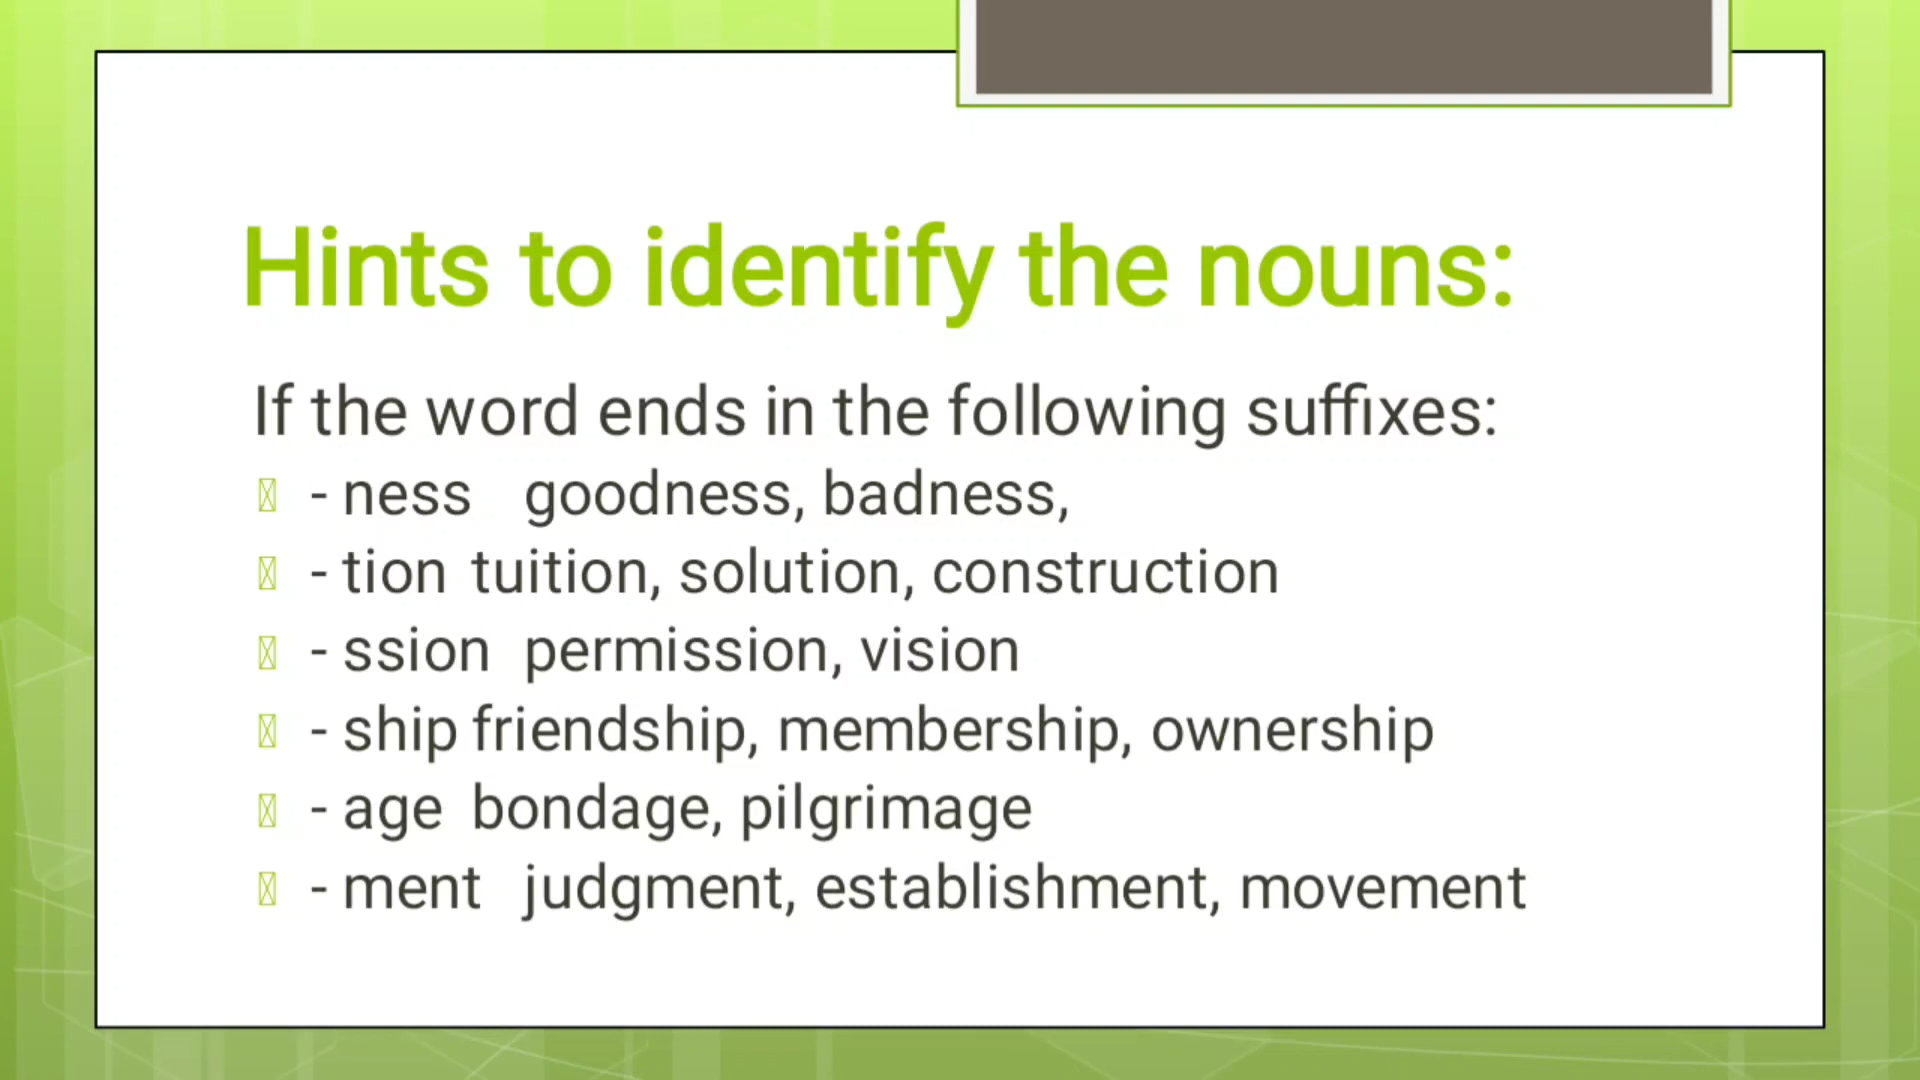 Hints to identify the nouns:
If the word ends in the following suffixes:
- ness goodness, badness,
- tion tuition, solution, construction
- ssion permission, vision
- ship friendship, membership, ownership
- age bondage, pilgrimage
- ment judgment, establishment, movement